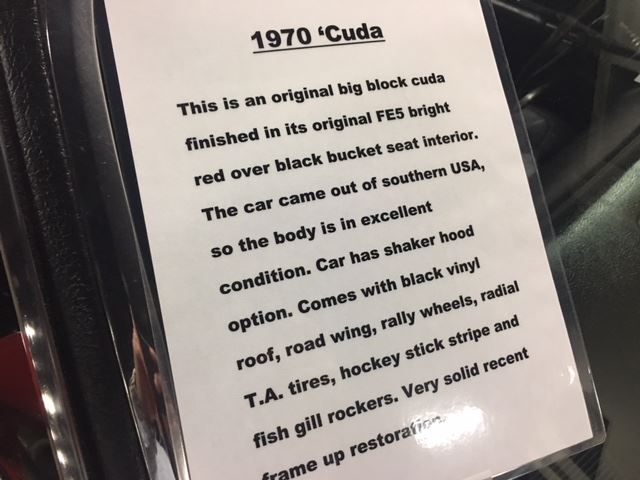 1970 ‘Cuda
This is an original big block cuda
finished in its original FE5 bright
red over black bucket seat interior.
The car came out of southern USA,
so the body is in excellent
condition. Car has shaker hood
option. Comes with black vinyl
roof, road wing, rally wheels, radial
T.A. tires, hockey stick stripe and
fish gill rockers. Very solid recent
frame up restoration.